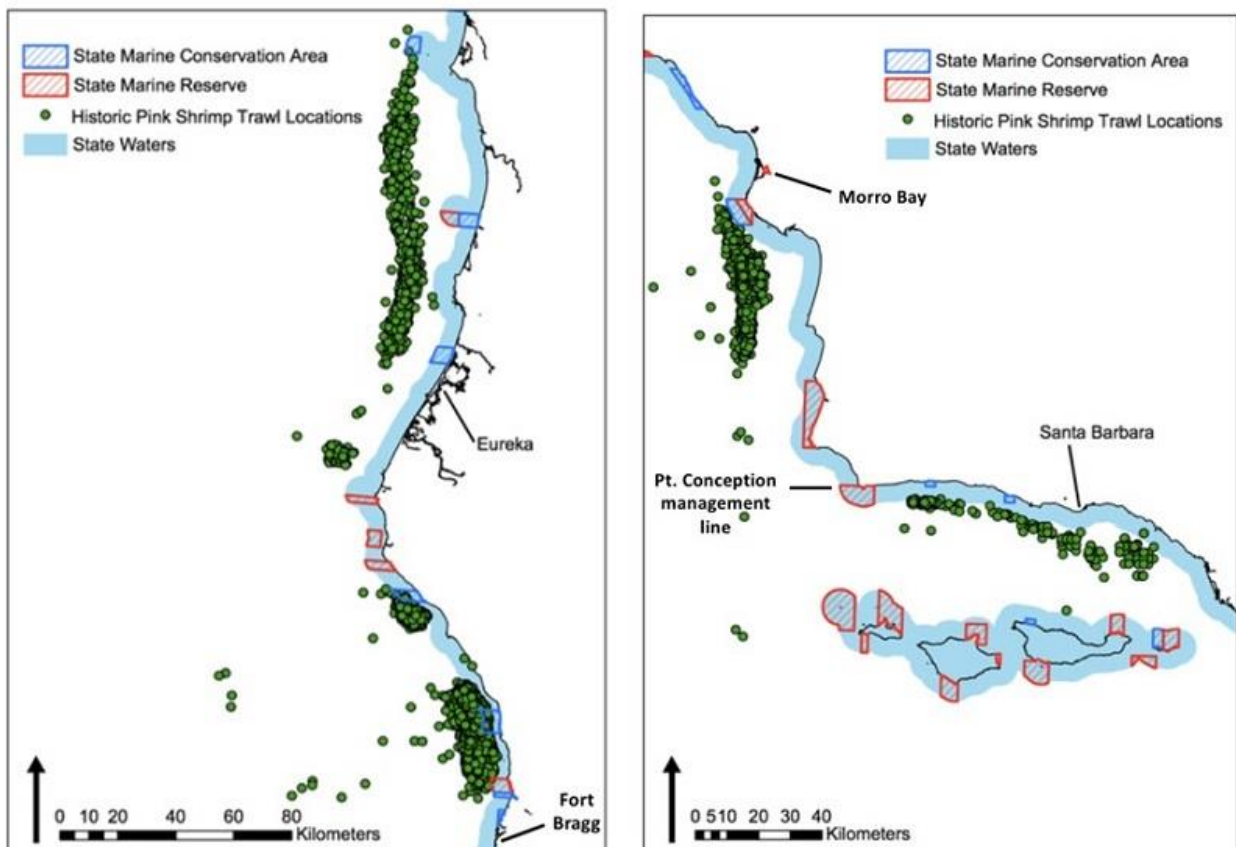 State Marine Conservation Area
State Marine Reserve
Historic Pink Shrimp Trawl Locations
State Waters
Eureka
Fort
Bragg
0 10 20 40 60 80
Kilometers
State Marine Conservation Area
State Marine Reserve
Historic Pink Shrimp Trawl Locations
State Waters
Morro Bay
Santa Barbara
Pt. Conception
management
line
0 5 10 20 30 40
Kilometers